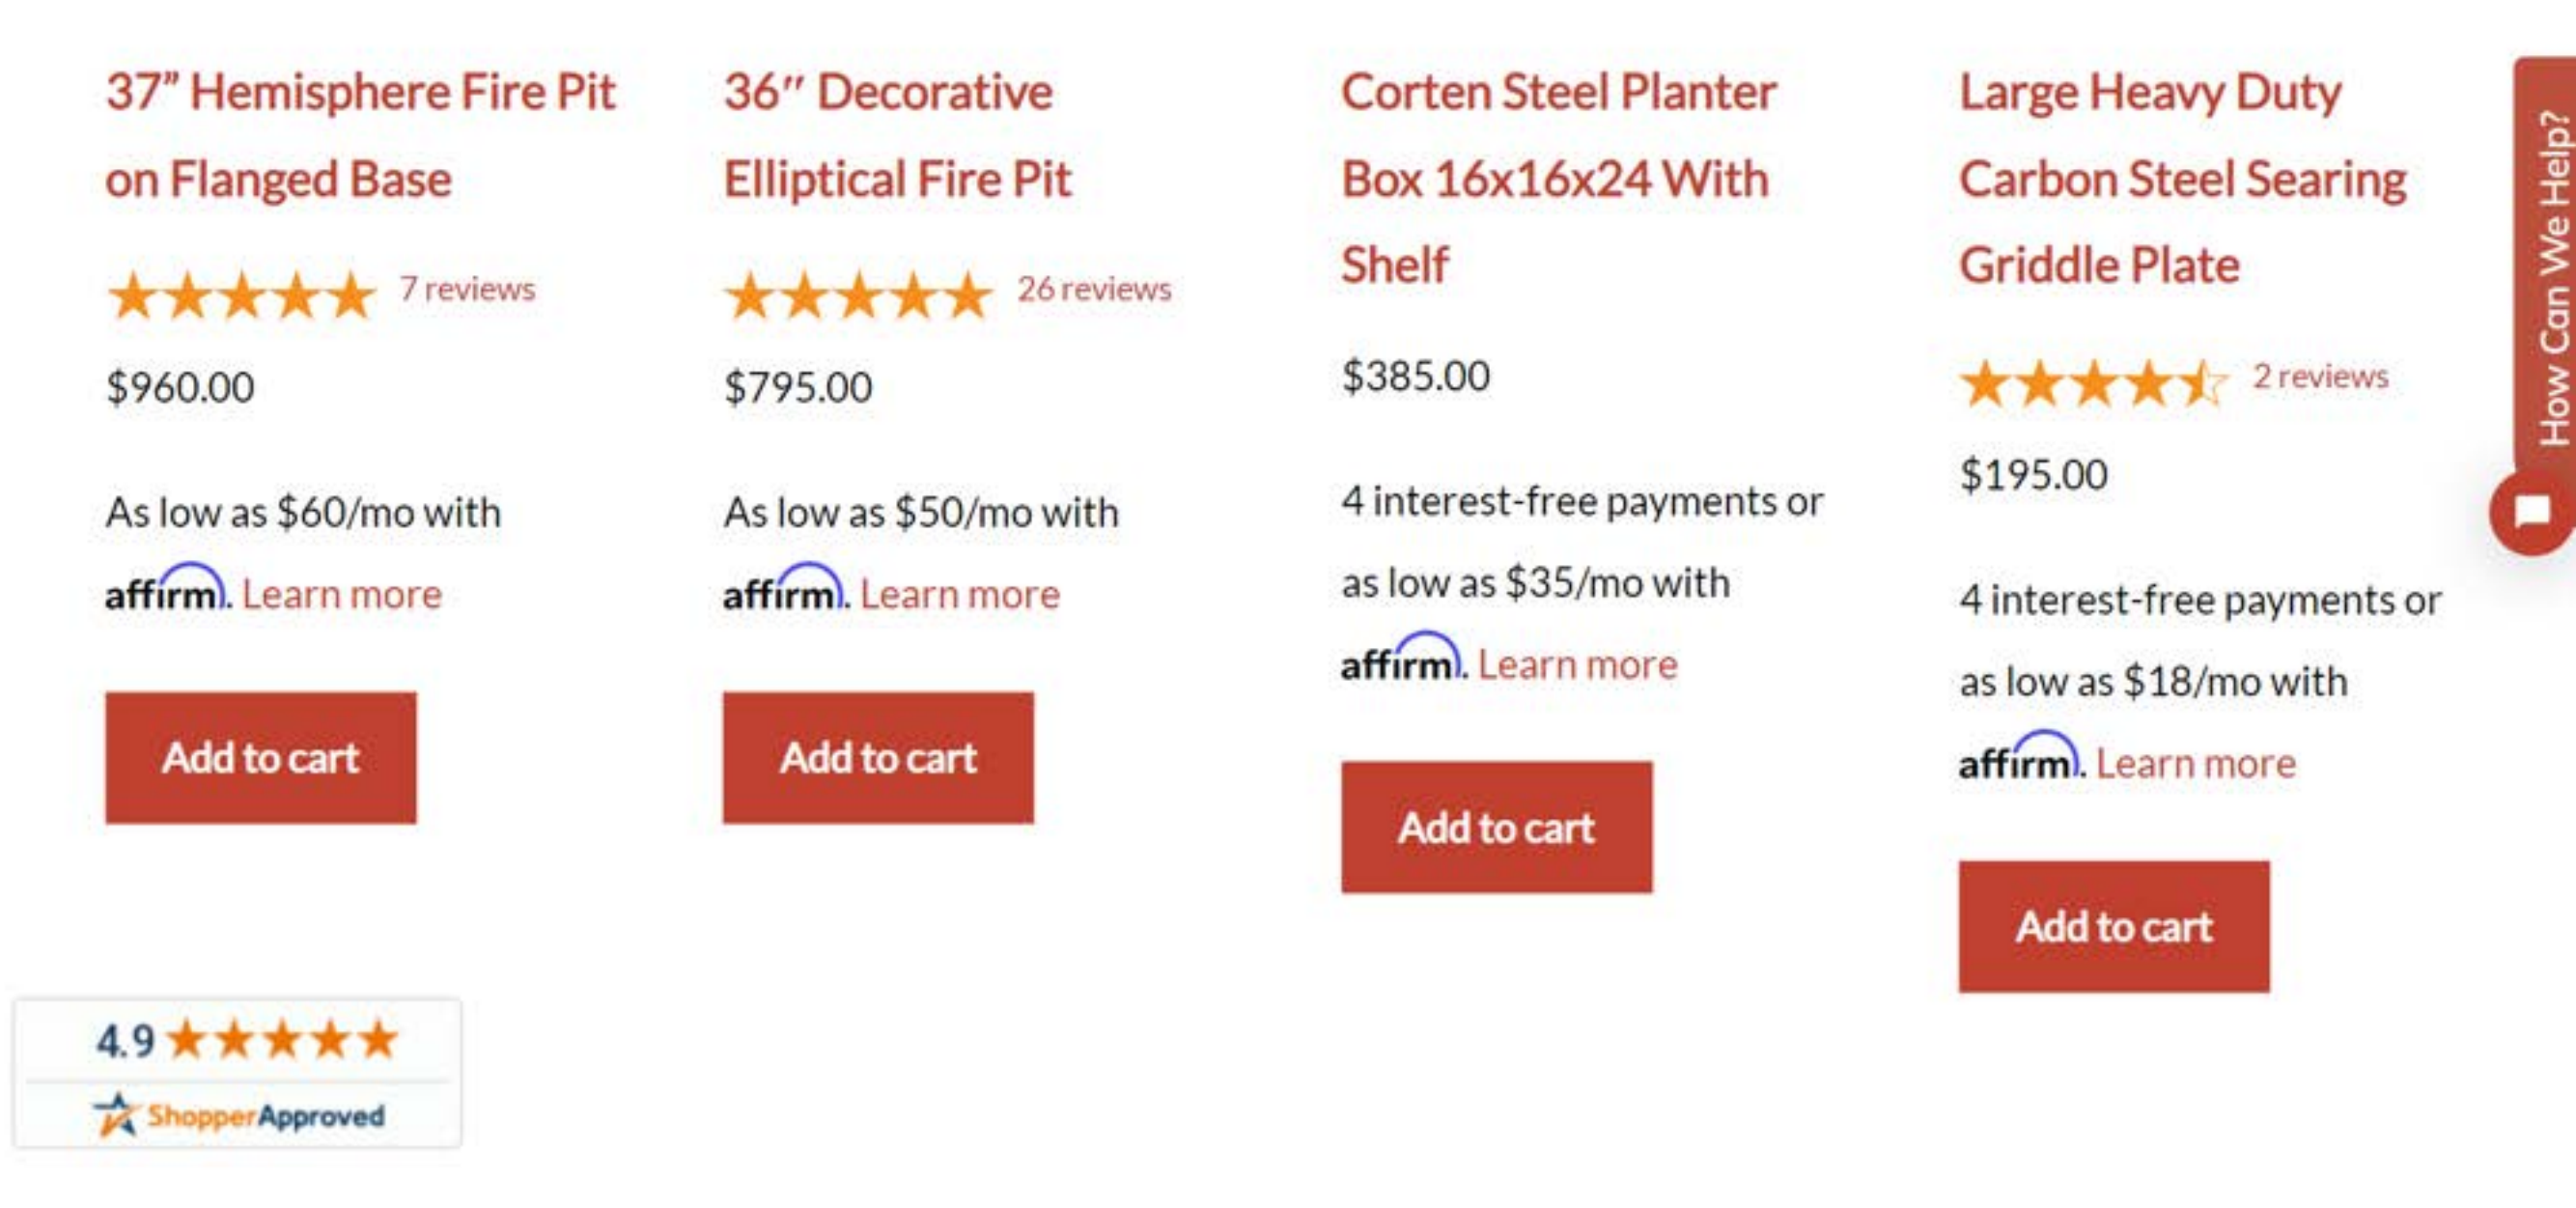 37” Hemisphere Fire Pit
on Flanged Base
7 reviews
$960.00
As low as $60/mo with
affirm. Learn more
Add to cart
36″ Decorative
Elliptical Fire Pit
26 reviews
$795.00
As low as $50/mo with
affirm. Learn more
Add to cart
Corten Steel Planter
Box 16x16x24 With
Shelf
$385.00
4 interest-free payments or
as low as $35/mo with
affirm. Learn more
Add to cart
Large Heavy Duty
Carbon Steel Searing
Griddle Plate
2 reviews
$195.00
4 interest-free payments or
as low as $18/mo with
affirm. Learn more
Add to cart
How Can We Help?
4.9
ShopperApproved